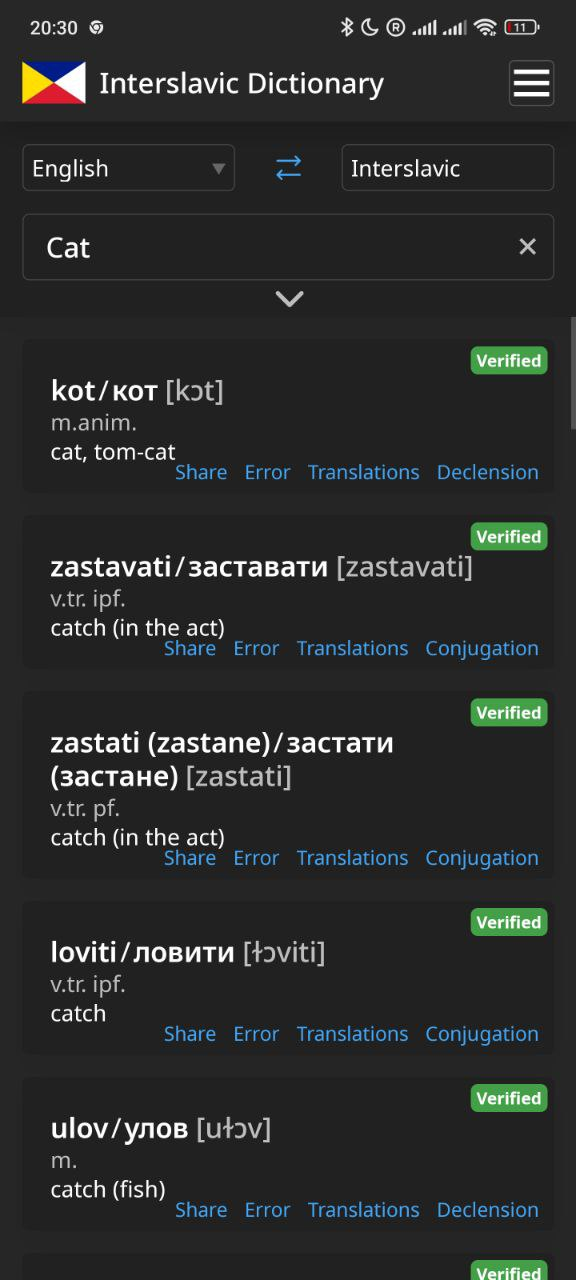 20:30
R
11
Interslavic Dictionary
English
Interslavic
Cat
Verified
kot/кот [kɔt]
m.anim.
cat, tom-cat
Share Error Translations Declension
Verified
zastavati/заставати [zastavati]
v.tr. ipf.
catch (in the act)
Share Error Translations Conjugation
Verified
zastati (zastane)/застати
(застане) [zastati]
v.tr. pf.
catch (in the act)
Share Error Translations Conjugation
Verified
loviti/ловити [łɔviti]
v.tr. ipf.
catch
Share Error Translations Conjugation
Verified
ulov/улов [ułɔv]
m.
catch (fish)
Share Error Translations Declension
Verified